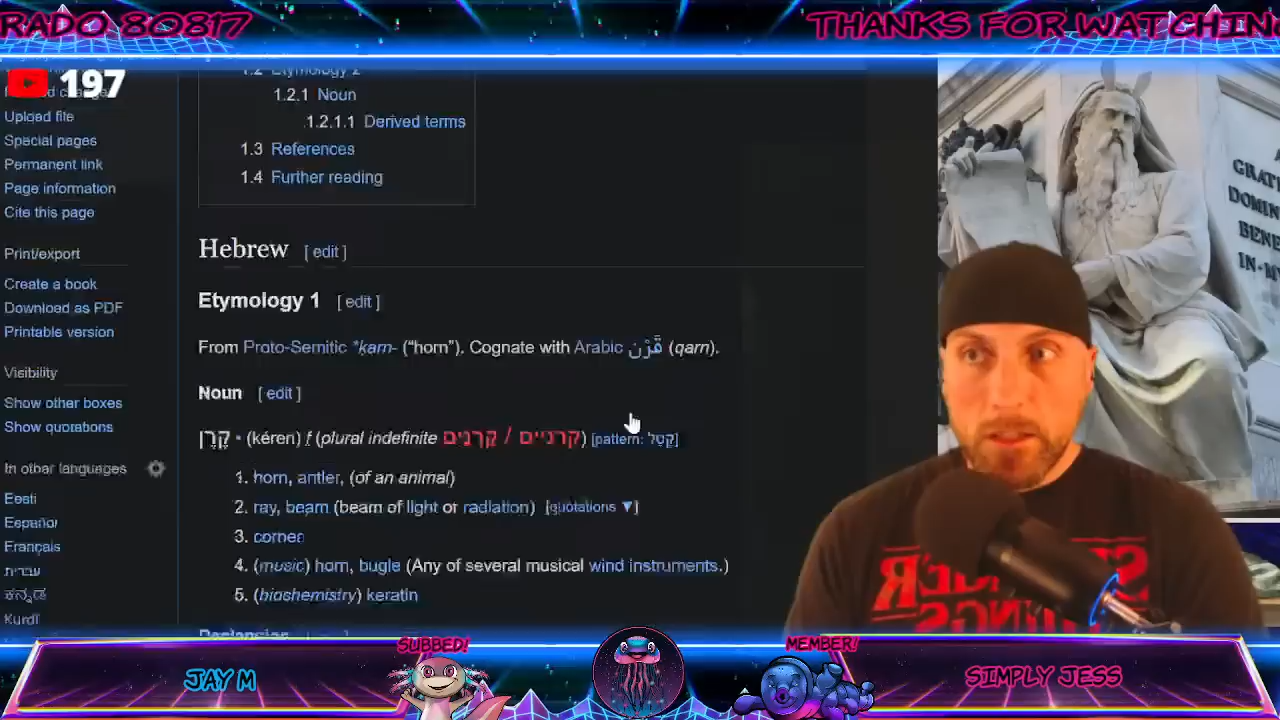 RADO 80817
THANKS FOR WATCHIN
197
Upload file
Special pages
Permanent link
Page information
Cite this page
Print/export
Create a book
Download as PDF
Printable version
Visibility
Show other boxes
Show quotations
In other languages
Eesti
Español
Français
עברית
ಕನ್ನಡ
Kurdî
1.2 Etymology 2
1.2.1 Noun
1.2.1.1 Derived terms
1.3 References
1.4 Further reading
Hebrew [ edit ]
Etymology 1 [ edit ]
From Proto-Semitic *ḳarn- (“horn”). Cognate with Arabic قَرْن (qarn).
Noun [ edit ]
קֶרֶן • (kéren) f (plural indefinite קרניים / קַרְנַיִם) [pattern: קֶטֶל]
1. horn, antler, (of an animal)
2. ray, beam (beam of light or radiation) [quotations ▼]
3. corner
4. (music) horn, bugle (Any of several musical wind instruments.)
5. (biochemistry) keratin
Declension
GRATI
DOMIN
BENE
IN·M
SUBBED!
JAY M
MEMBER!
SIMPLY JESS